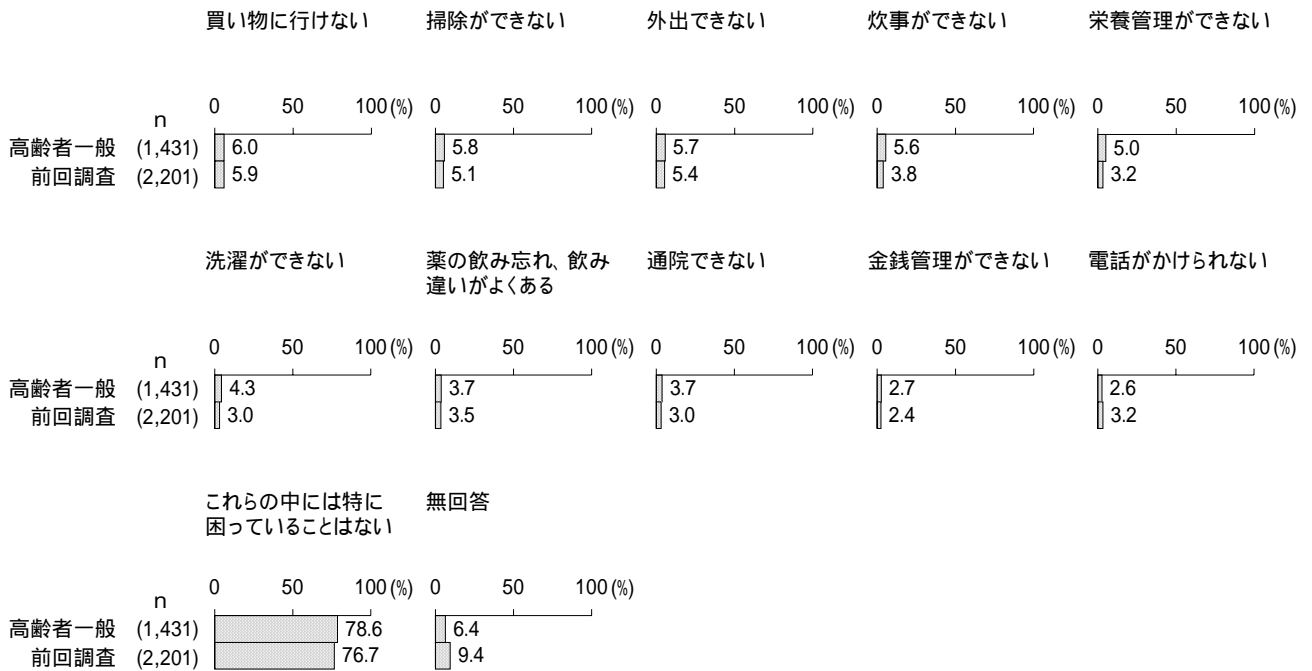 買い物に行けない 掃除ができない 外出できない 炊事ができない 栄養管理ができない
n 0 50 100(%) 0 50 100(%) 0 50 100(%) 0 50 100(%) 0 50 100(%)
高齢者一般 (1,431) 6.0 5.8 5.7 5.6 5.0
前回調査 (2,201) 5.9 5.1 5.4 3.8 3.2
洗濯ができない 薬の飲み忘れ、飲み違いがよくある 通院できない 金銭管理ができない 電話がかけられない
n 0 50 100(%) 0 50 100(%) 0 50 100(%) 0 50 100(%) 0 50 100(%)
高齢者一般 (1,431) 4.3 3.7 3.7 2.7 2.6
前回調査 (2,201) 3.0 3.5 3.0 2.4 3.2
これらの中には特に 無回答
困っていることはない
n 0 50 100(%) 0 50 100(%)
高齢者一般 (1,431) 78.6 6.4
前回調査 (2,201) 76.7 9.4